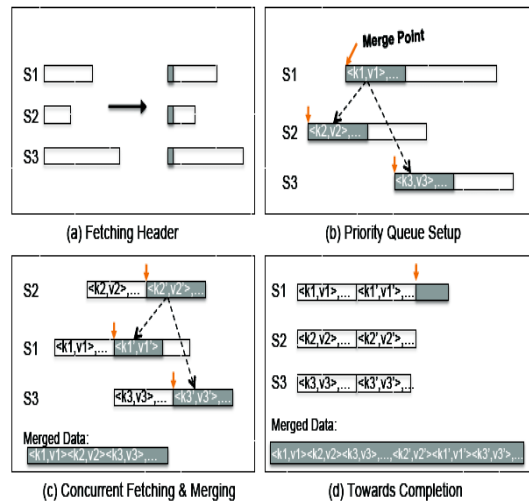 S1
S2
S3
(a) Fetching Header
Merge Point
S1
<k1,v1>,...
S2
<k2,v2>,...
S3
<k3,v3>,...
(b) Priority Queue Setup
S2
<k2,v2>,... <k2',v2'>,...
S1
<k1,v1>,... <k1',v1'>
S3
<k3,v3>,... <k3',v3'>,...
Merged Data:
<k1,v1><k2,v2><k3,v3>,...
(c) Concurrent Fetching & Merging
S1
<k1,v1>,... <k1',v1'>,...
S2
<k2,v2>,... <k2',v2'>,...
S3
<k3,v3>,... <k3',v3'>,...
Merged Data:
<k1,v1><k2,v2><k3,v3>,...,<k2',v2'><k1',v1'><k3',v3'>,...
(d) Towards Completion